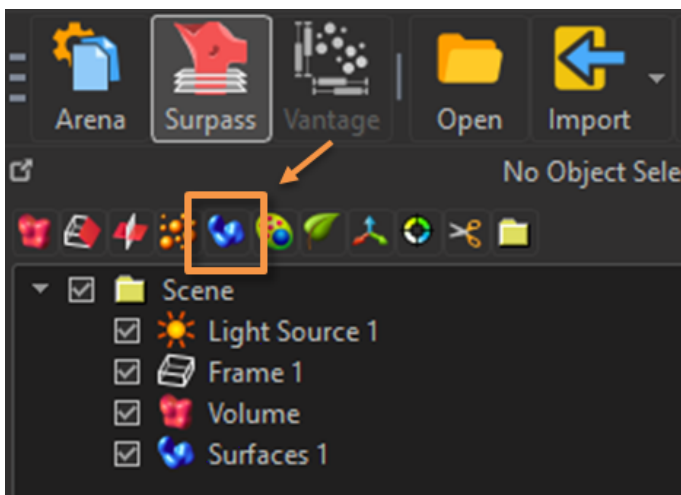 Arena Surpass Vantage Open Import
No Object Sele
Scene
Light Source 1
Frame 1
Volume
Surfaces 1